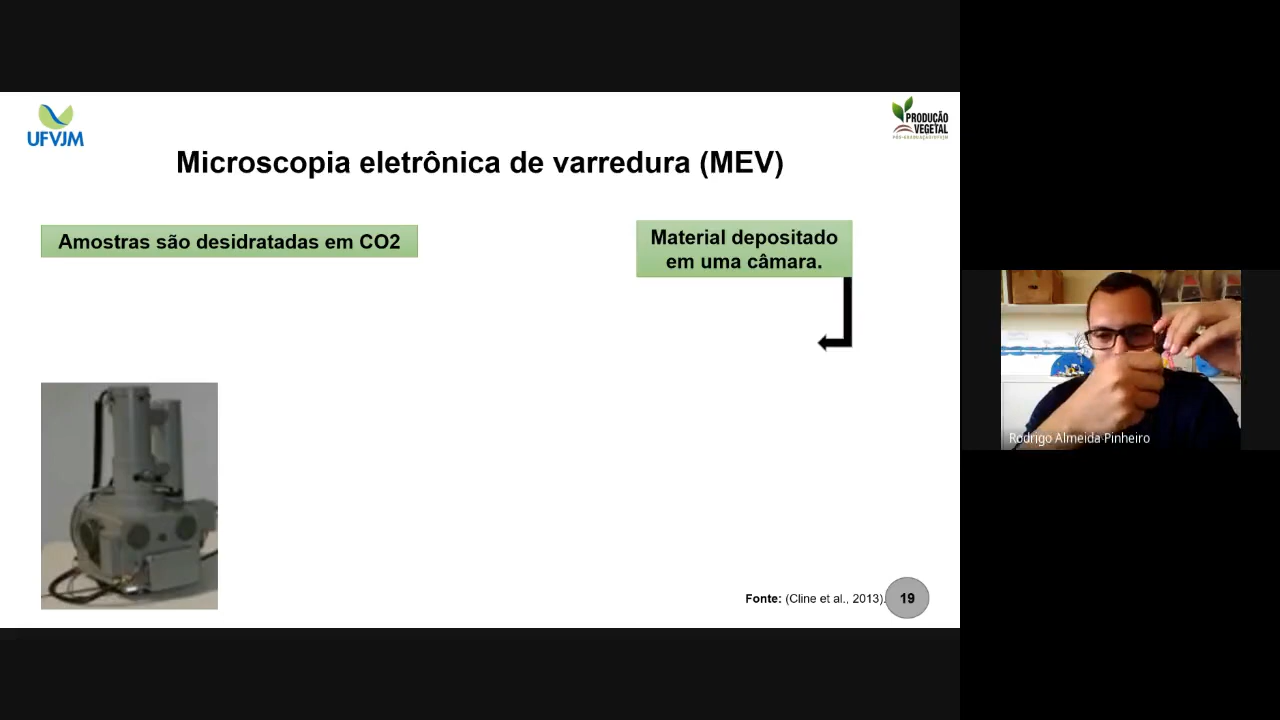 UFVJM
PRODUÇÃO
VEGETAL
Microscopia eletrônica de varredura (MEV)
Amostras são desidratadas em CO2
Material depositado
em uma câmara.
Rodrigo Almeida Pinheiro
Fonte: (Cline et al., 2013).
19